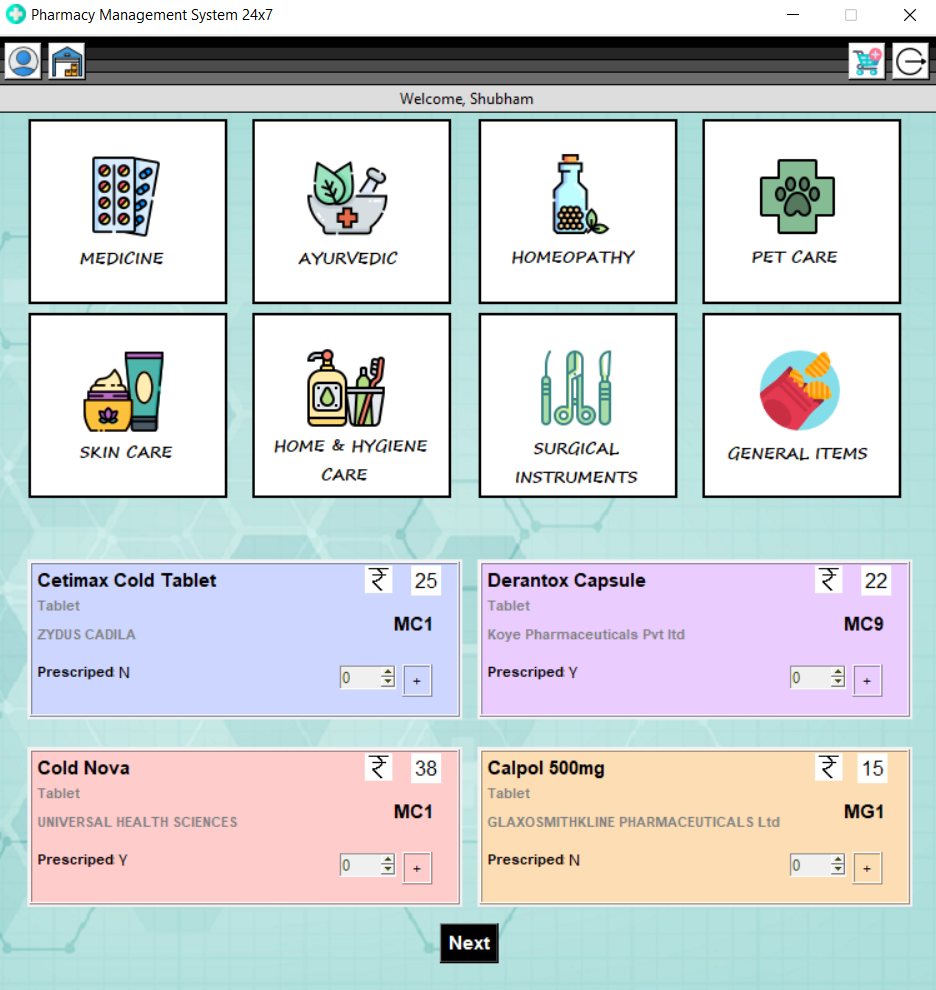 Pharmacy Management System 24x7
Welcome, Shubham
MEDICINE
AYURVEDIC
HOMEOPATHY
PET CARE
SKIN CARE
HOME & HYGIENE
CARE
SURGICAL
INSTRUMENTS
GENERAL ITEMS
Cetimax Cold Tablet ₹ 25
Tablet
MC1
ZYDUS CADILA
Prescriped N 0 +
Derantox Capsule ₹ 22
Tablet
MC9
Koye Pharmaceuticals Pvt ltd
Prescriped Y 0 +
Cold Nova ₹ 38
Tablet
MC1
UNIVERSAL HEALTH SCIENCES
Prescriped Y 0 +
Calpol 500mg ₹ 15
Tablet
MG1
GLAXOSMITHKLINE PHARMACEUTICALS Ltd
Prescriped N 0 +
Next